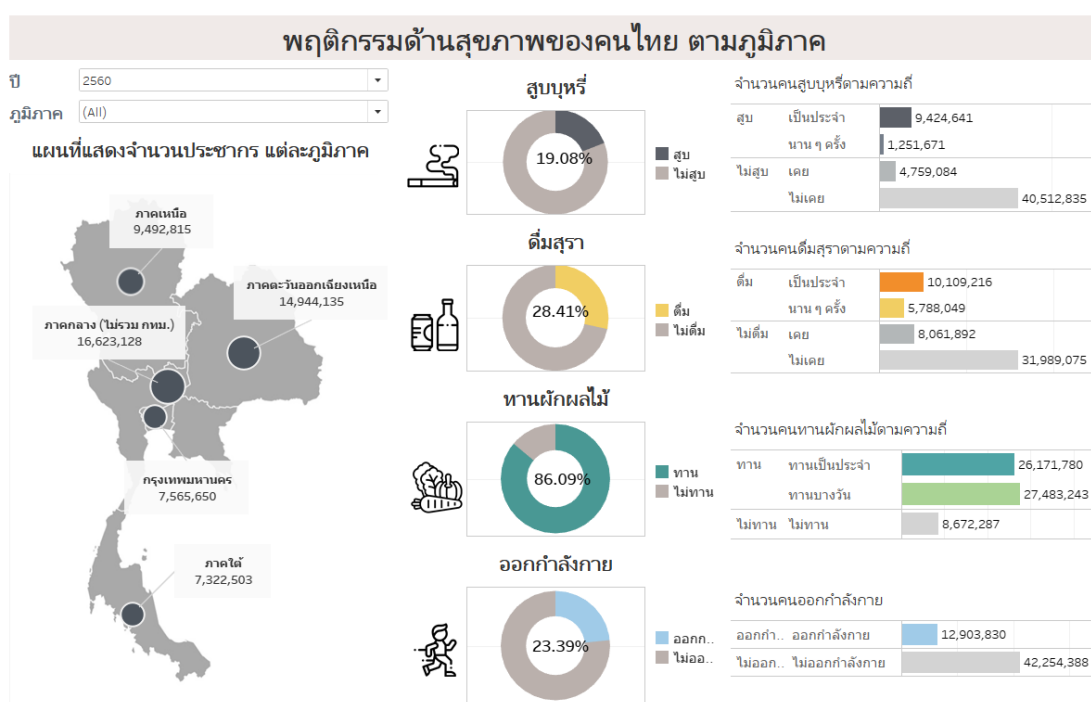 พฤติกรรมด้านสุขภาพของคนไทย ตามภูมิภาค
ปี 2560
ภูมิภาค (All)
แผนที่แสดงจำนวนประชากร แต่ละภูมิภาค
ภาคเหนือ
9,492,815
ภาคตะวันออกเฉียงเหนือ
14,944,135
ภาคกลาง (ไม่รวม กทม.)
16,623,128
กรุงเทพมหานคร
7,565,650
ภาคใต้
7,322,503
สูบบุหรี่
19.08%
สูบ
ไม่สูบ
ดื่มสุรา
28.41%
ดื่ม
ไม่ดื่ม
ทานผักผลไม้
86.09%
ทาน
ไม่ทาน
ออกกำลังกาย
23.39%
ออกก..
ไม่ออ..
จำนวนคนสูบบุหรี่ตามความถี่
สูบ เป็นประจำ 9,424,641
นาน ๆ ครั้ง 1,251,671
ไม่สูบ เคย 4,759,084
ไม่เคย 40,512,835
จำนวนคนดื่มสุราตามความถี่
ดื่ม เป็นประจำ 10,109,216
นาน ๆ ครั้ง 5,788,049
ไม่ดื่ม เคย 8,061,892
ไม่เคย 31,989,075
จำนวนคนทานผักผลไม้ตามความถี่
ทาน ทานเป็นประจำ 26,171,780
ทานบางวัน 27,483,243
ไม่ทาน ไม่ทาน 8,672,287
จำนวนคนออกกำลังกาย
ออกกำ.. ออกกำลังกาย 12,903,830
ไม่ออก.. ไม่ออกกำลังกาย 42,254,388